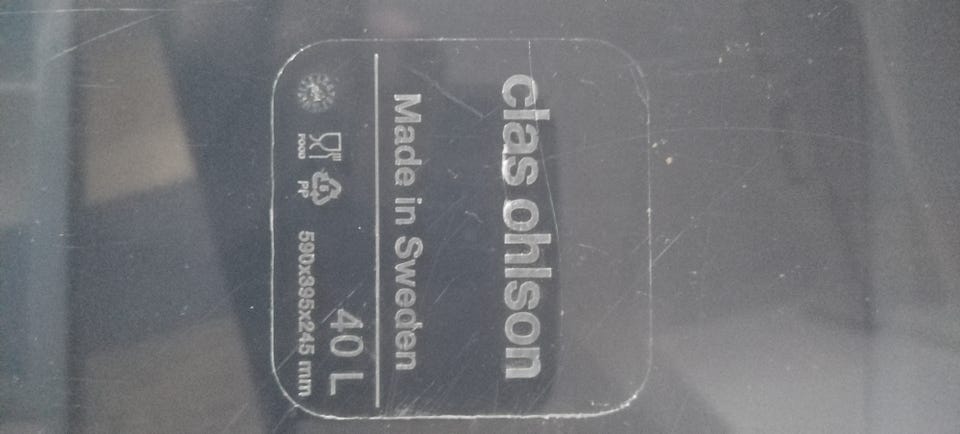 clas ohlson
Made in Sweden
40 L
FOOD
PP
590x395x245 mm